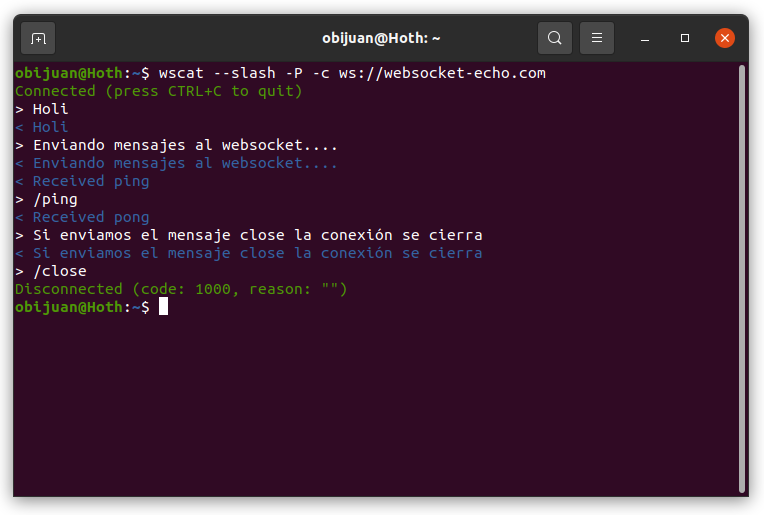 obijuan@Hoth: ~
obijuan@Hoth:~$ wscat --slash -P -c ws://websocket-echo.com
Connected (press CTRL+C to quit)
> Holi
< Holi
> Enviando mensajes al websocket....
< Enviando mensajes al websocket....
< Received ping
> /ping
< Received pong
> Si enviamos el mensaje close la conexión se cierra
< Si enviamos el mensaje close la conexión se cierra
> /close
Disconnected (code: 1000, reason: "")
obijuan@Hoth:~$